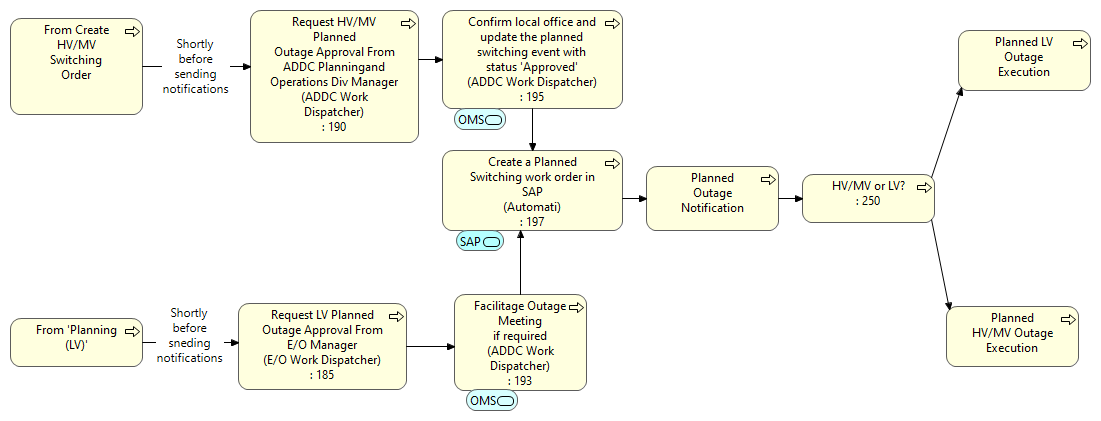 From Create
HV/MV
Switching
Order
Shortly
before
sending
notifications
Request HV/MV
Planned
Outage Approval From
ADDC Planningand
Operations Div Manager
(ADDC Work
Dispatcher)
: 190
Confirm local office and
update the planned
switching event with
status 'Approved'
(ADDC Work Dispatcher)
: 195
OMS
Create a Planned
Switching work order in
SAP
(Automati)
: 197
SAP
Planned
Outage
Notification
HV/MV or LV?
: 250
Planned LV
Outage
Execution
Planned
HV/MV Outage
Execution
From 'Planning
(LV)'
Shortly
before
sneding
notifications
Request LV Planned
Outage Approval From
E/O Manager
(E/O Work Dispatcher)
: 185
Facilitage Outage
Meeting
if required
(ADDC Work
Dispatcher)
: 193
OMS